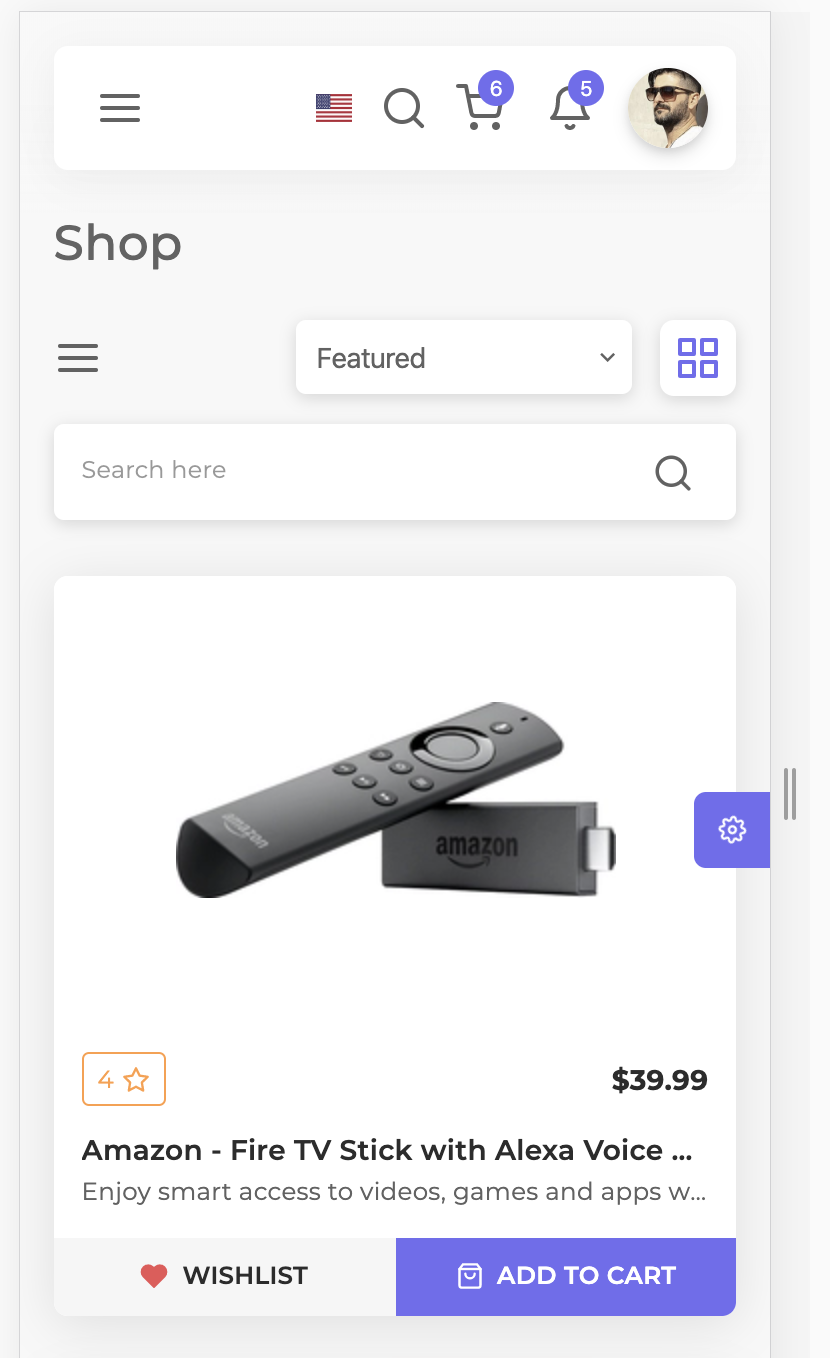 6
5
Shop
Featured
Search here
amazon
amazon
4
$39.99
Amazon - Fire TV Stick with Alexa Voice ...
Enjoy smart access to videos, games and apps w...
WISHLIST
ADD TO CART